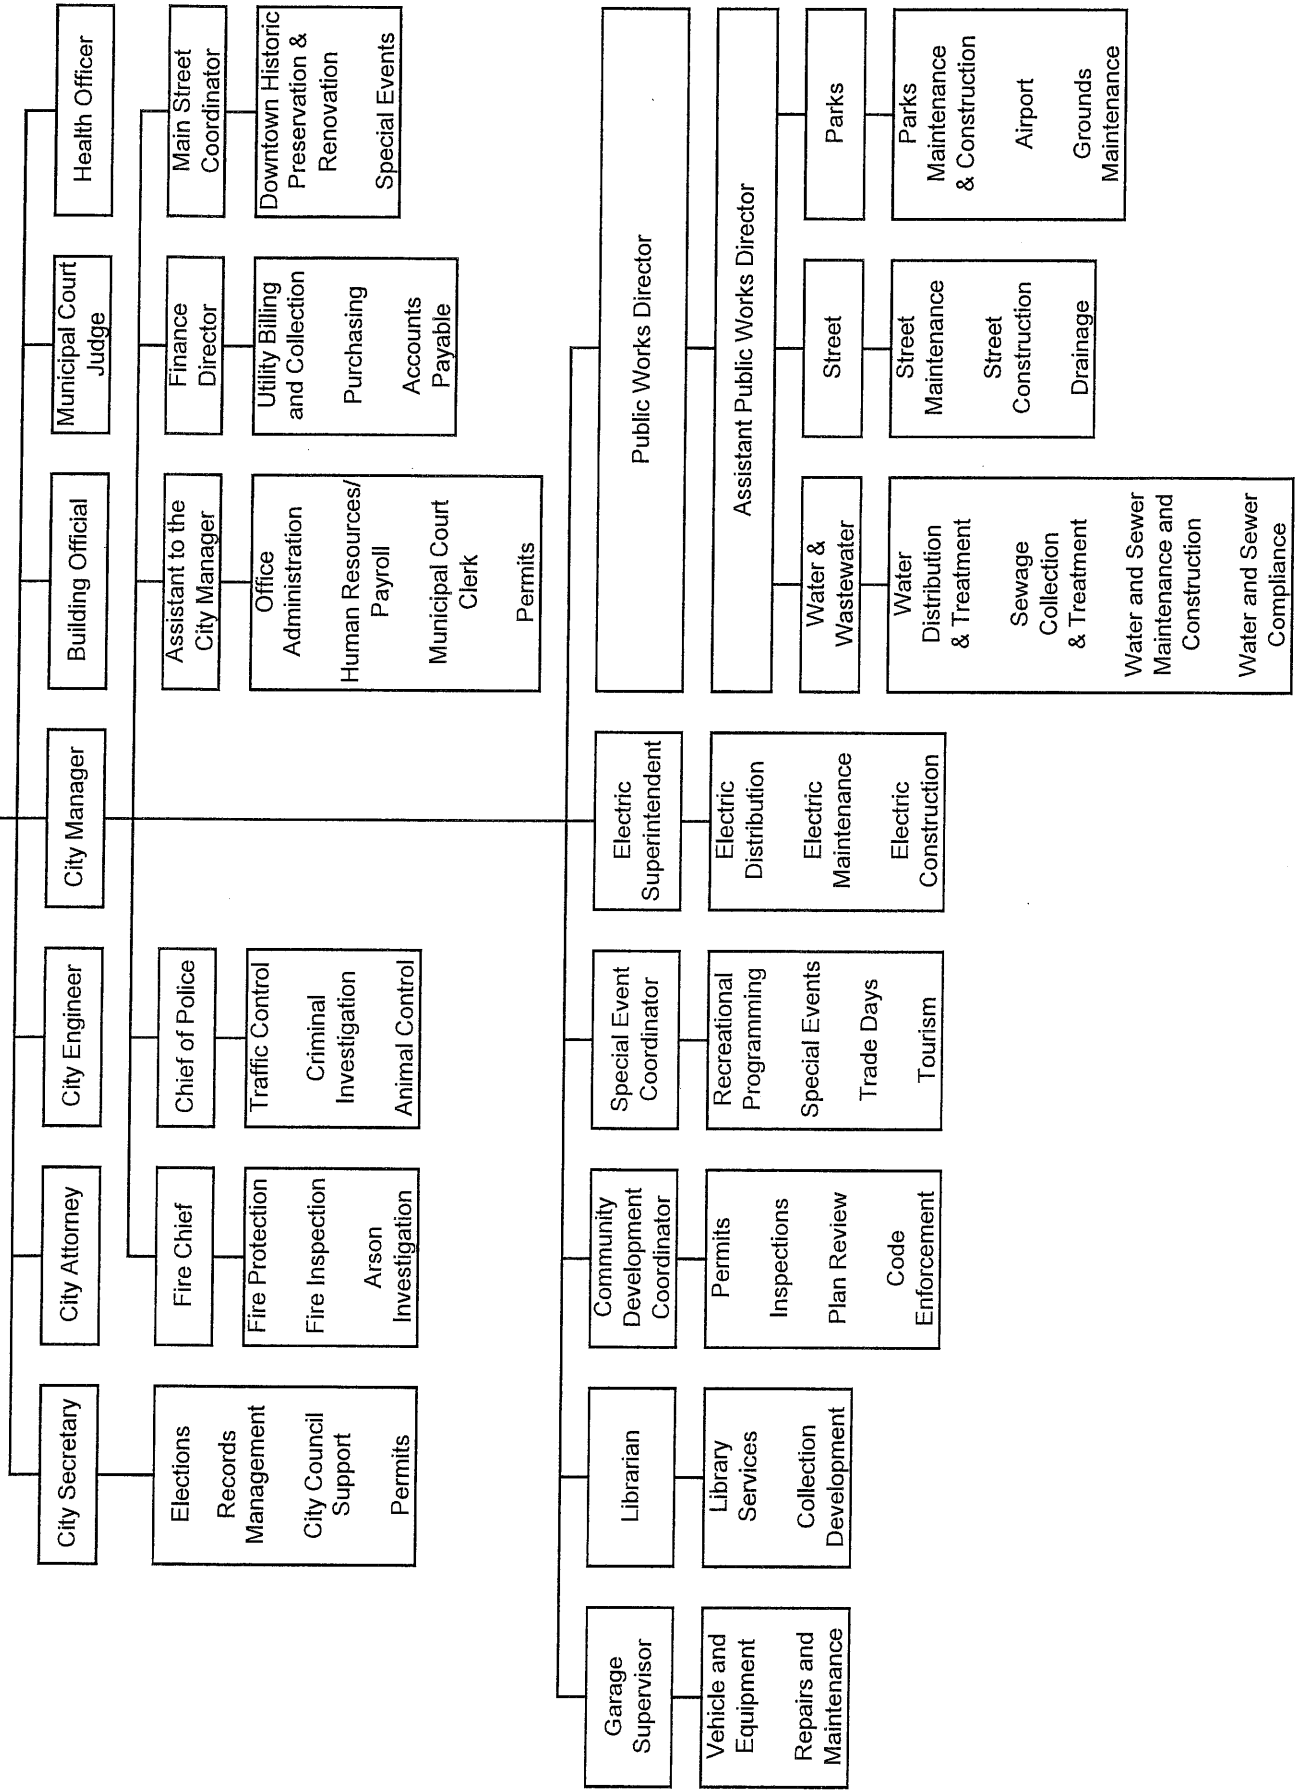 City Secretary
City Attorney
City Engineer
City Manager
Building Official
Municipal Court
Judge
Health Officer
Elections
Records
Management
City Council
Support
Permits
Fire Chief
Fire Protection
Fire Inspection
Arson
Investigation
Chief of Police
Traffic Control
Criminal
Investigation
Animal Control
Assistant to the
City Manager
Office
Administration
Human Resources/
Payroll
Municipal Court
Clerk
Permits
Finance
Director
Utility Billing
and Collection
Purchasing
Accounts
Payable
Main Street
Coordinator
Downtown Historic
Preservation &
Renovation
Special Events
Garage
Supervisor
Vehicle and
Equipment
Repairs and
Maintenance
Librarian
Library
Services
Collection
Development
Community
Development
Coordinator
Permits
Inspections
Plan Review
Code
Enforcement
Special Event
Coordinator
Recreational
Programming
Special Events
Trade Days
Tourism
Electric
Superintendent
Electric
Distribution
Electric
Maintenance
Electric
Construction
Public Works Director
Assistant Public Works Director
Water &
Wastewater
Water
Distribution
& Treatment
Sewage
Collection
& Treatment
Water and Sewer
Maintenance and
Construction
Water and Sewer
Compliance
Street
Street
Maintenance
Street
Construction
Drainage
Parks
Parks
Maintenance
& Construction
Airport
Grounds
Maintenance